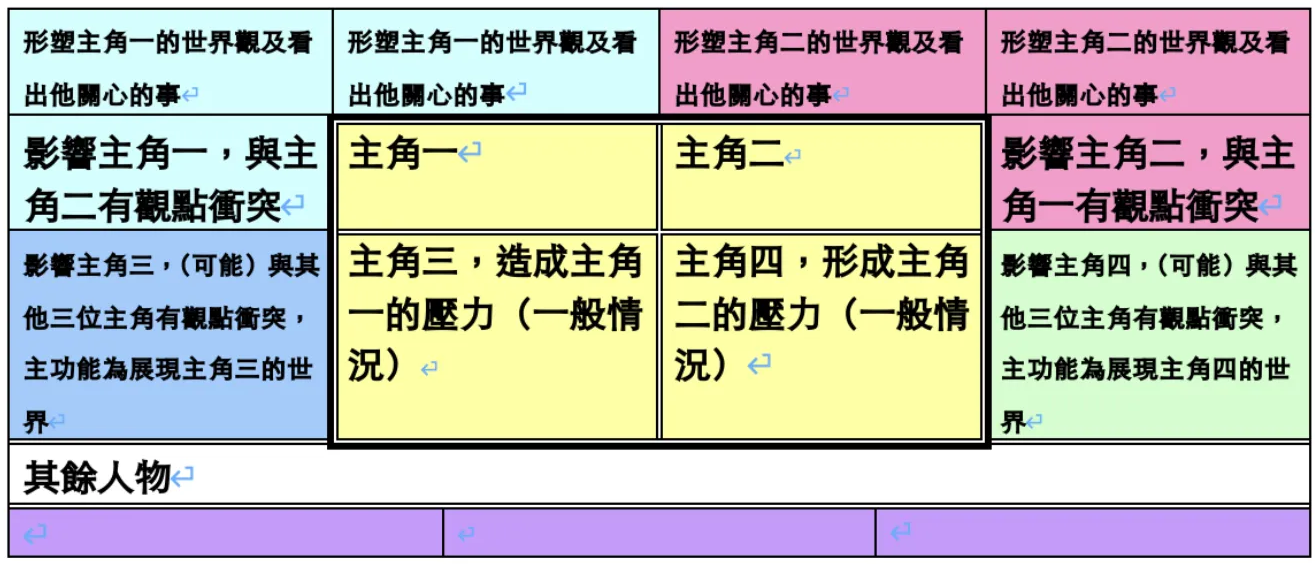 形塑主角一的世界觀及看
出他關心的事
形塑主角一的世界觀及看
出他關心的事
形塑主角二的世界觀及看
出他關心的事
形塑主角二的世界觀及看
出他關心的事
影響主角一，與主
角二有觀點衝突
主角一
主角二
影響主角二，與主
角一有觀點衝突
影響主角三，（可能）與其
他三位主角有觀點衝突，
主功能為展現主角三的世
界
主角三，造成主角
一的壓力（一般情
況）
主角四，形成主角
二的壓力（一般情
況）
影響主角四，（可能）與其
他三位主角有觀點衝突，
主功能為展現主角四的世
界
其餘人物